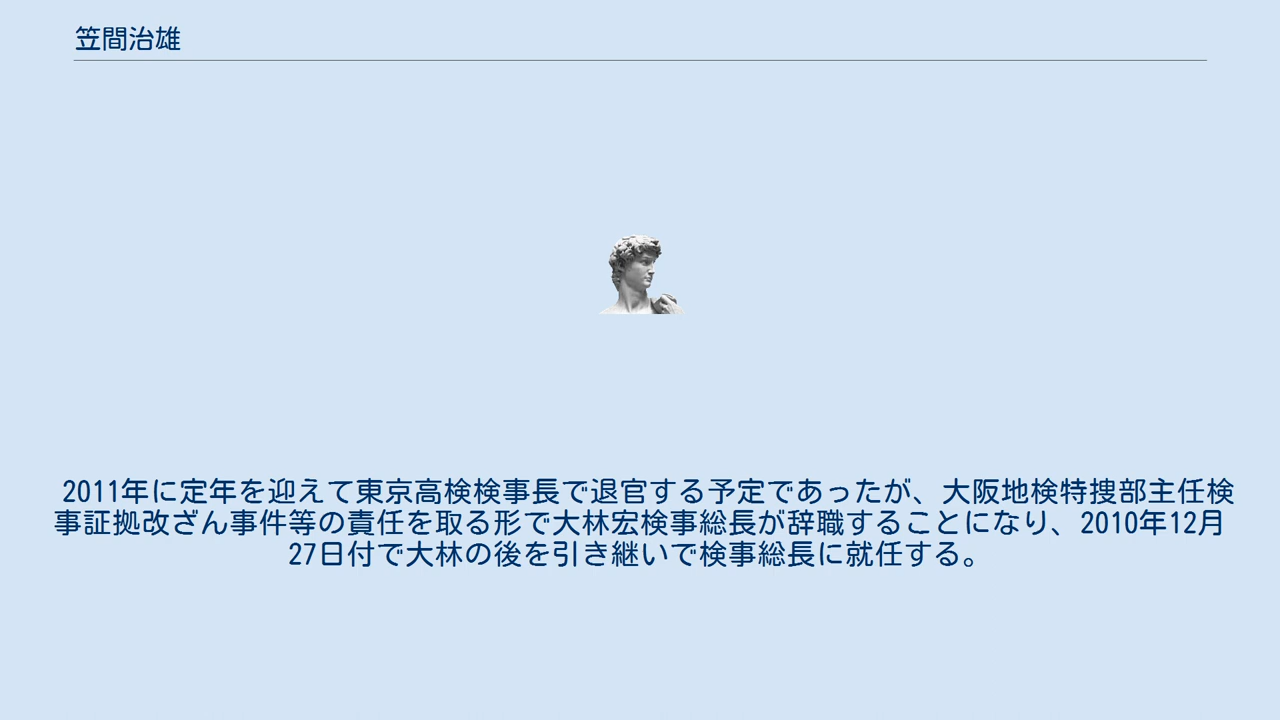 笠間治雄
2011年に定年を迎えて東京高検検事長で退官する予定であったが、大阪地検特捜部主任検
事証拠改ざん事件等の責任を取る形で大林宏検事総長が辞職することになり、2010年12月
27日付で大林の後を引き継いで検事総長に就任する。